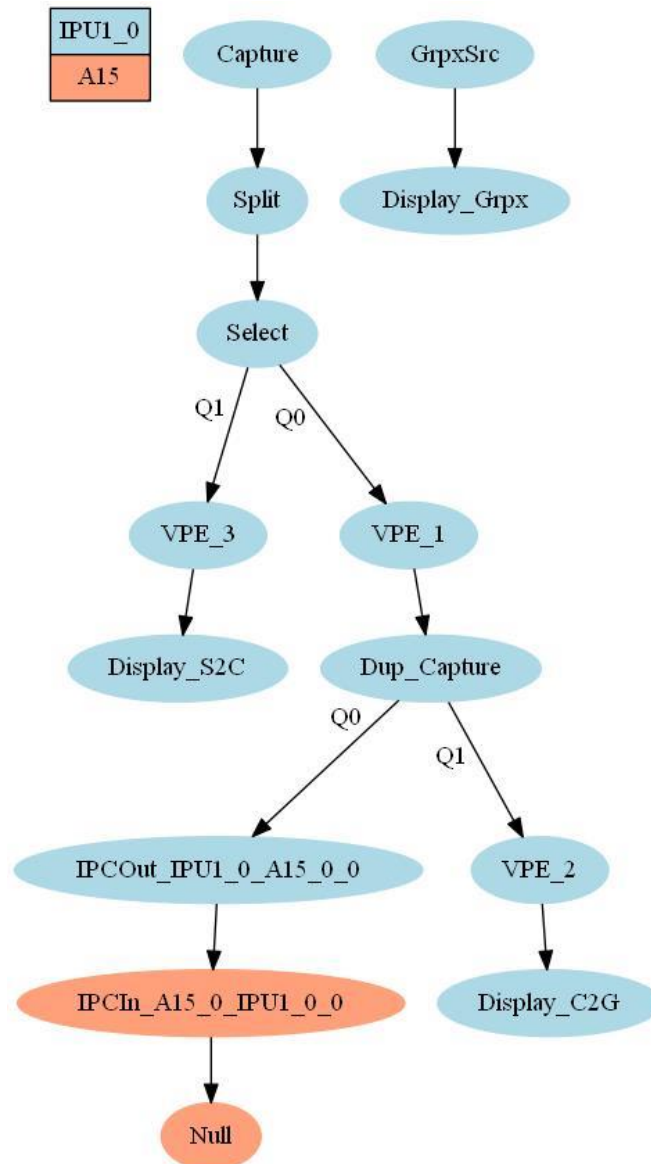 IPU1_0
A15
Capture
GrpxSrc
Split
Display_Grpx
Select
Q1
Q0
VPE_3
VPE_1
Display_S2C
Dup_Capture
Q0
Q1
IPCOut_IPU1_0_A15_0_0
VPE_2
IPCIn_A15_0_IPU1_0_0
Display_C2G
Null